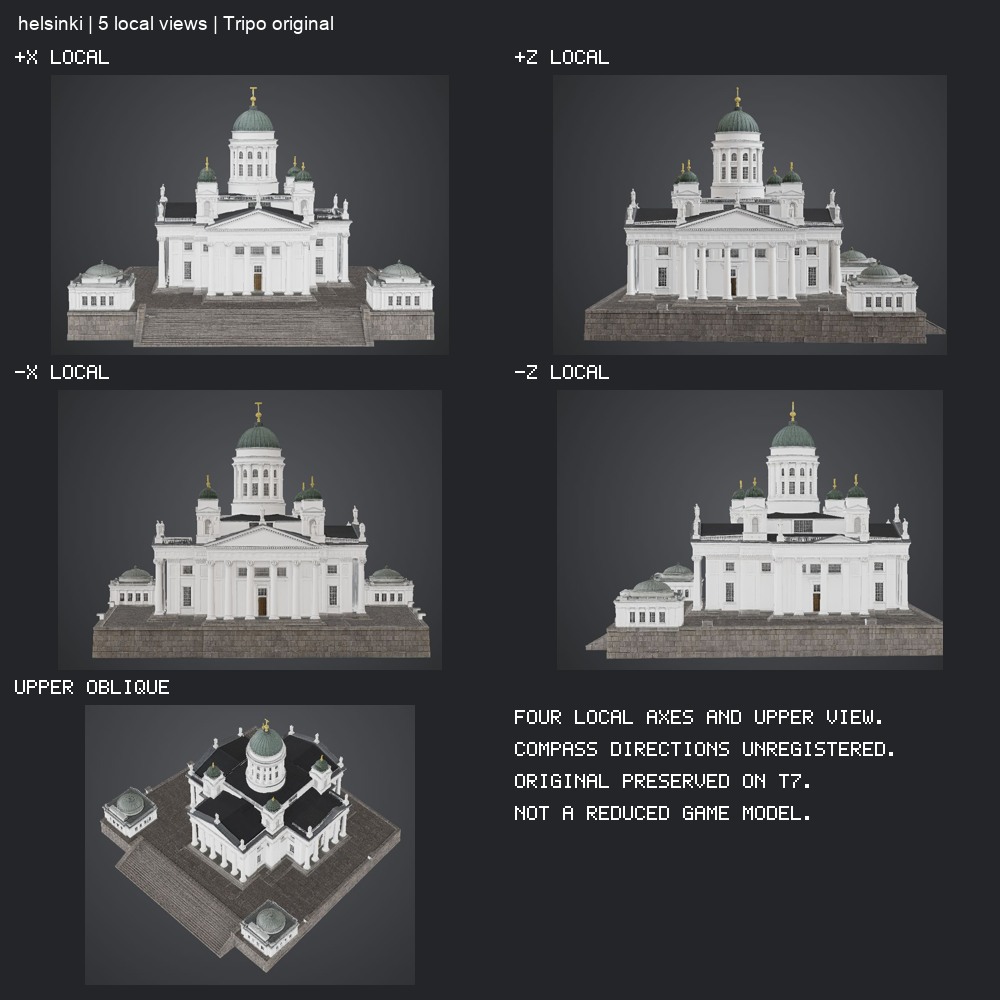 helsinki | 5 local views | Tripo original
+X LOCAL
+Z LOCAL
-X LOCAL
-Z LOCAL
UPPER OBLIQUE
FOUR LOCAL AXES AND UPPER VIEW.
COMPASS DIRECTIONS UNREGISTERED.
ORIGINAL PRESERVED ON T7.
NOT A REDUCED GAME MODEL.